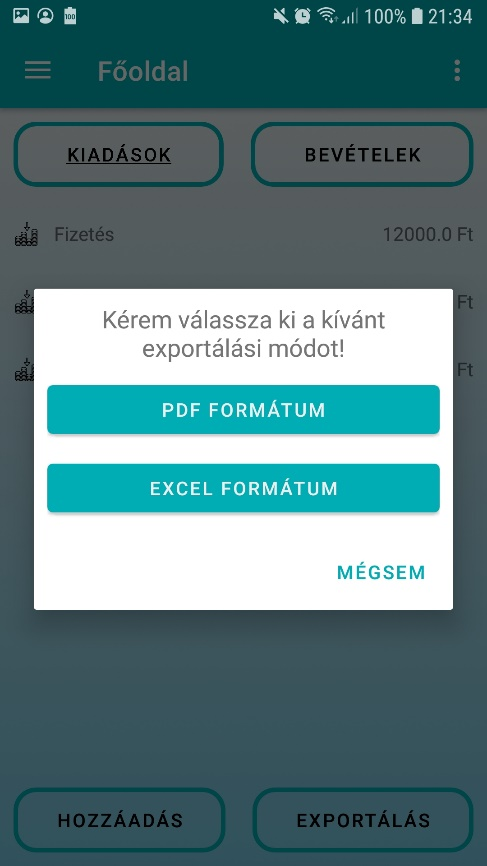 100
100% 21:34
Főoldal
KIADÁSOK
BEVÉTELEK
Fizetés 12000.0 Ft
Ft
Ft
Kérem válassza ki a kívánt
exportálási módot!
PDF FORMÁTUM
EXCEL FORMÁTUM
MÉGSEM
HOZZÁADÁS
EXPORTÁLÁS